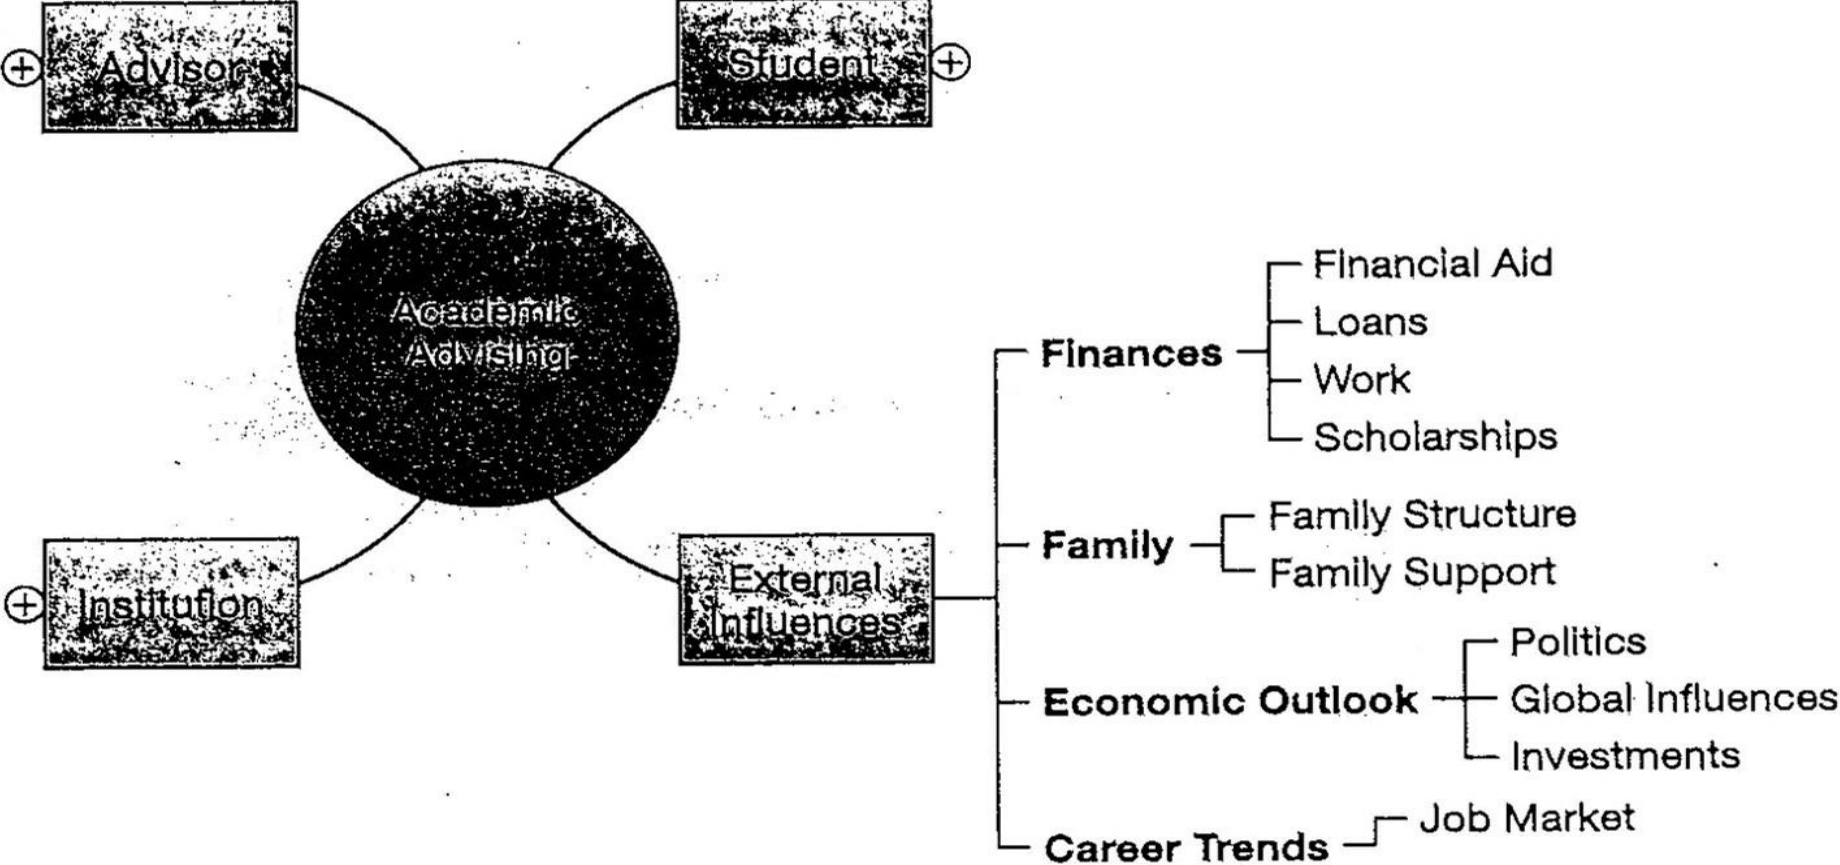 Advisor
Student
Academic
Advising
Institution
External
Influences
Finances
Financial Aid
Loans
Work
Scholarships
Family
Family Structure
Family Support
Economic Outlook
Politics
Global Influences
Investments
Career Trends
Job Market